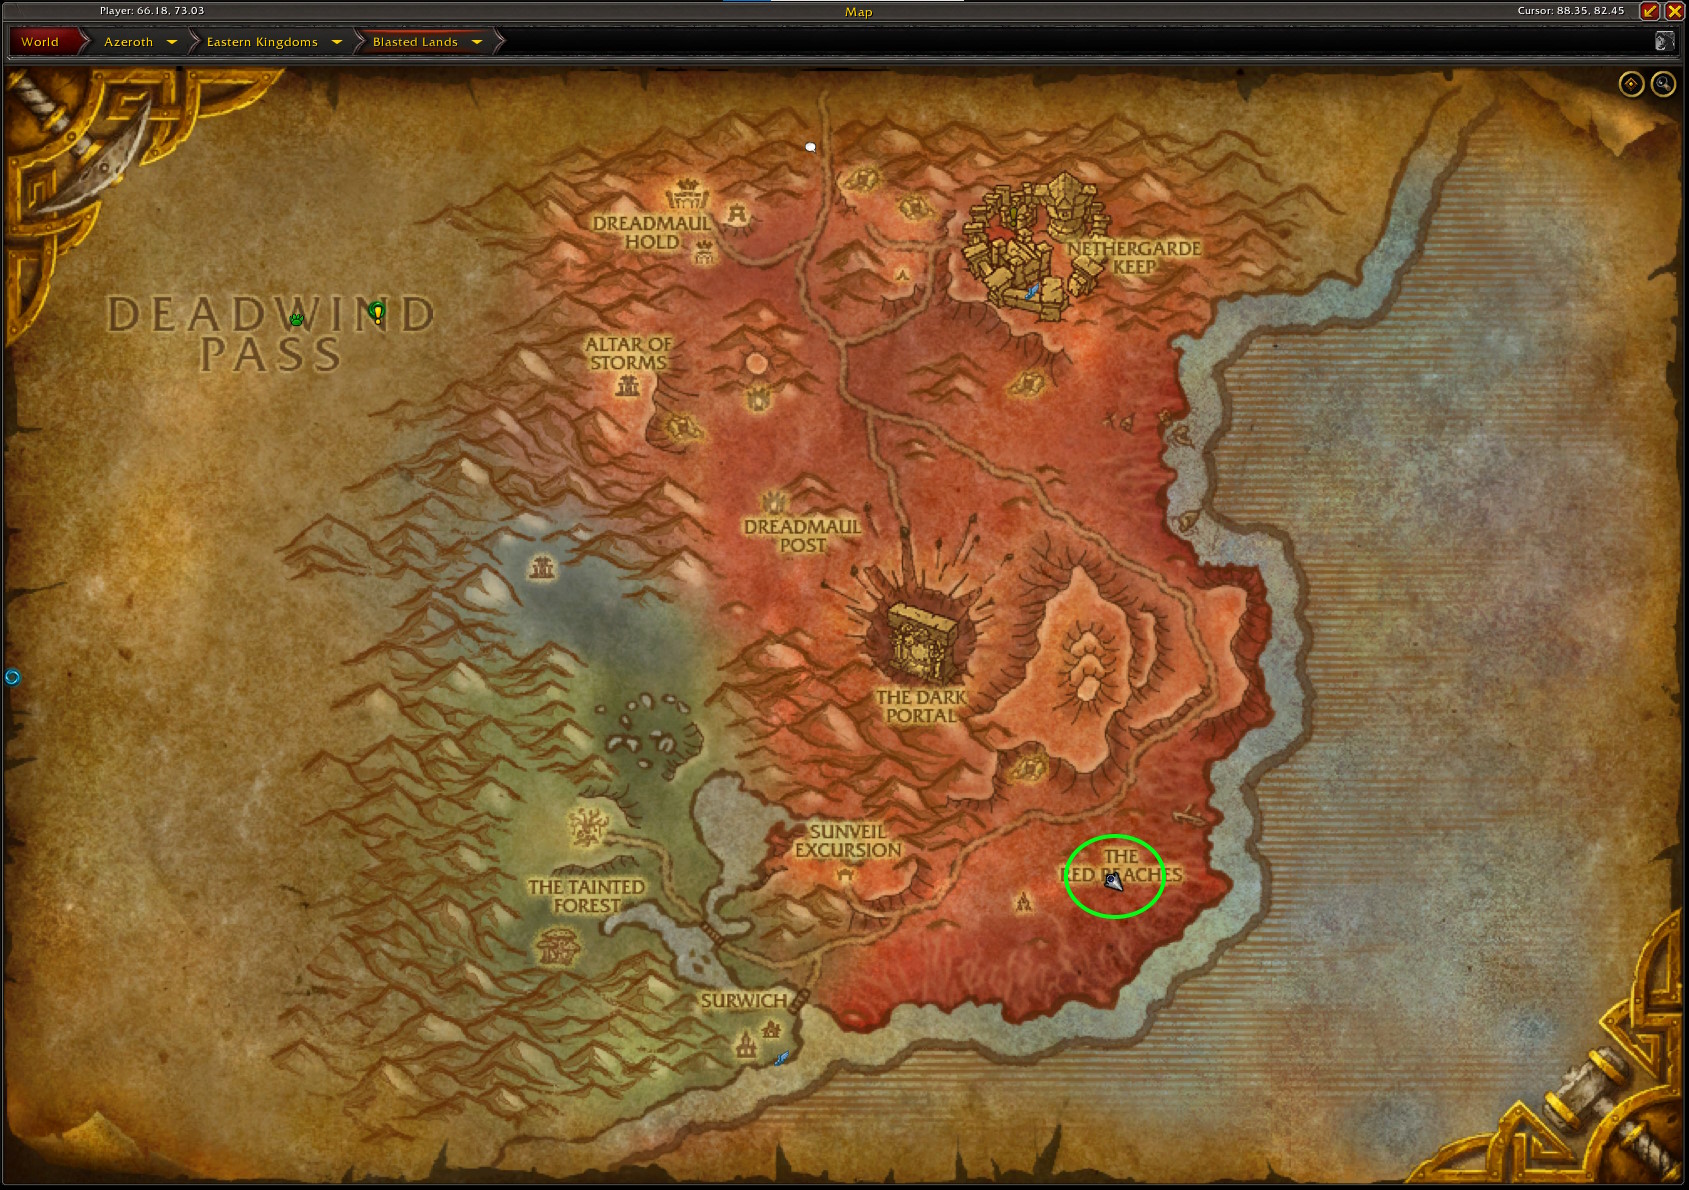 Player: 66.18, 73.03
Map
Cursor: 88.35, 82.45
World
Azeroth
Eastern Kingdoms
Blasted Lands
DREADMAUL
HOLD
NETHERGARDE
KEEP
DEADWIND
PASS
ALTAR OF
STORMS
DREADMAUL
POST
THE DARK
PORTAL
SUNVEIL
EXCURSION
THE
RED REACHES
THE TAINTED
FOREST
SURWICH